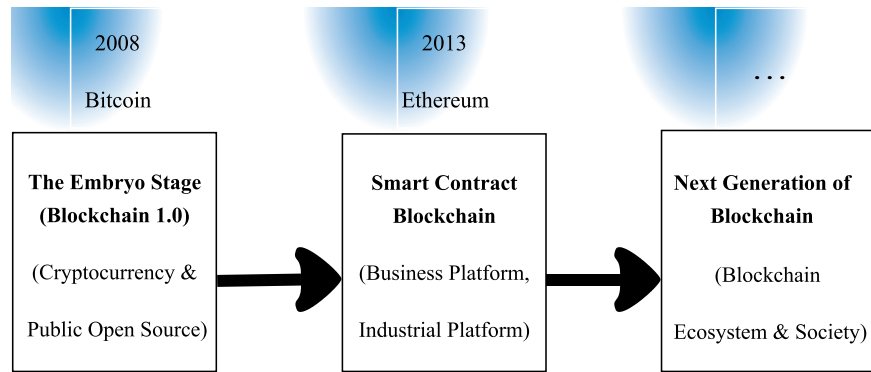 2008
Bitcoin
The Embryo Stage
(Blockchain 1.0)
(Cryptocurrency &
Public Open Source)
2013
Ethereum
Smart Contract
Blockchain
(Business Platform,
Industrial Platform)
...
Next Generation of
Blockchain
(Blockchain
Ecosystem & Society)